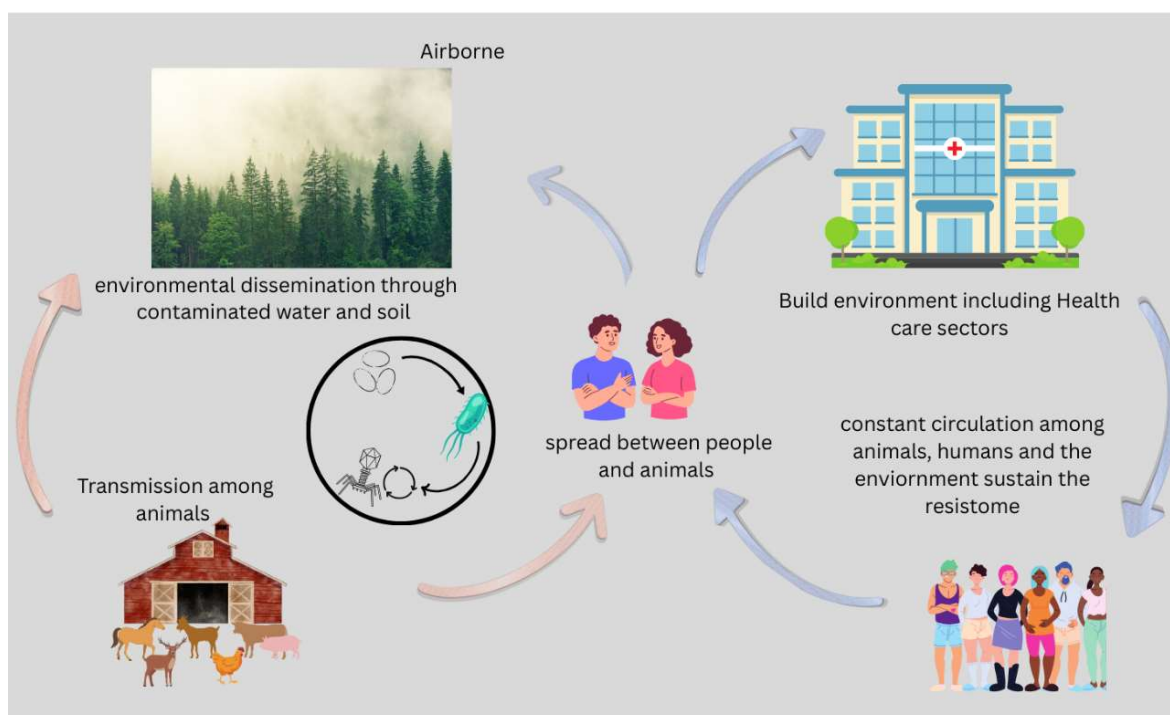 Airborne
environmental dissemination through
contaminated water and soil
Build environment including Health
care sectors
spread between people
and animals
constant circulation among
animals, humans and the
enviornment sustain the
resistome
Transmission among
animals